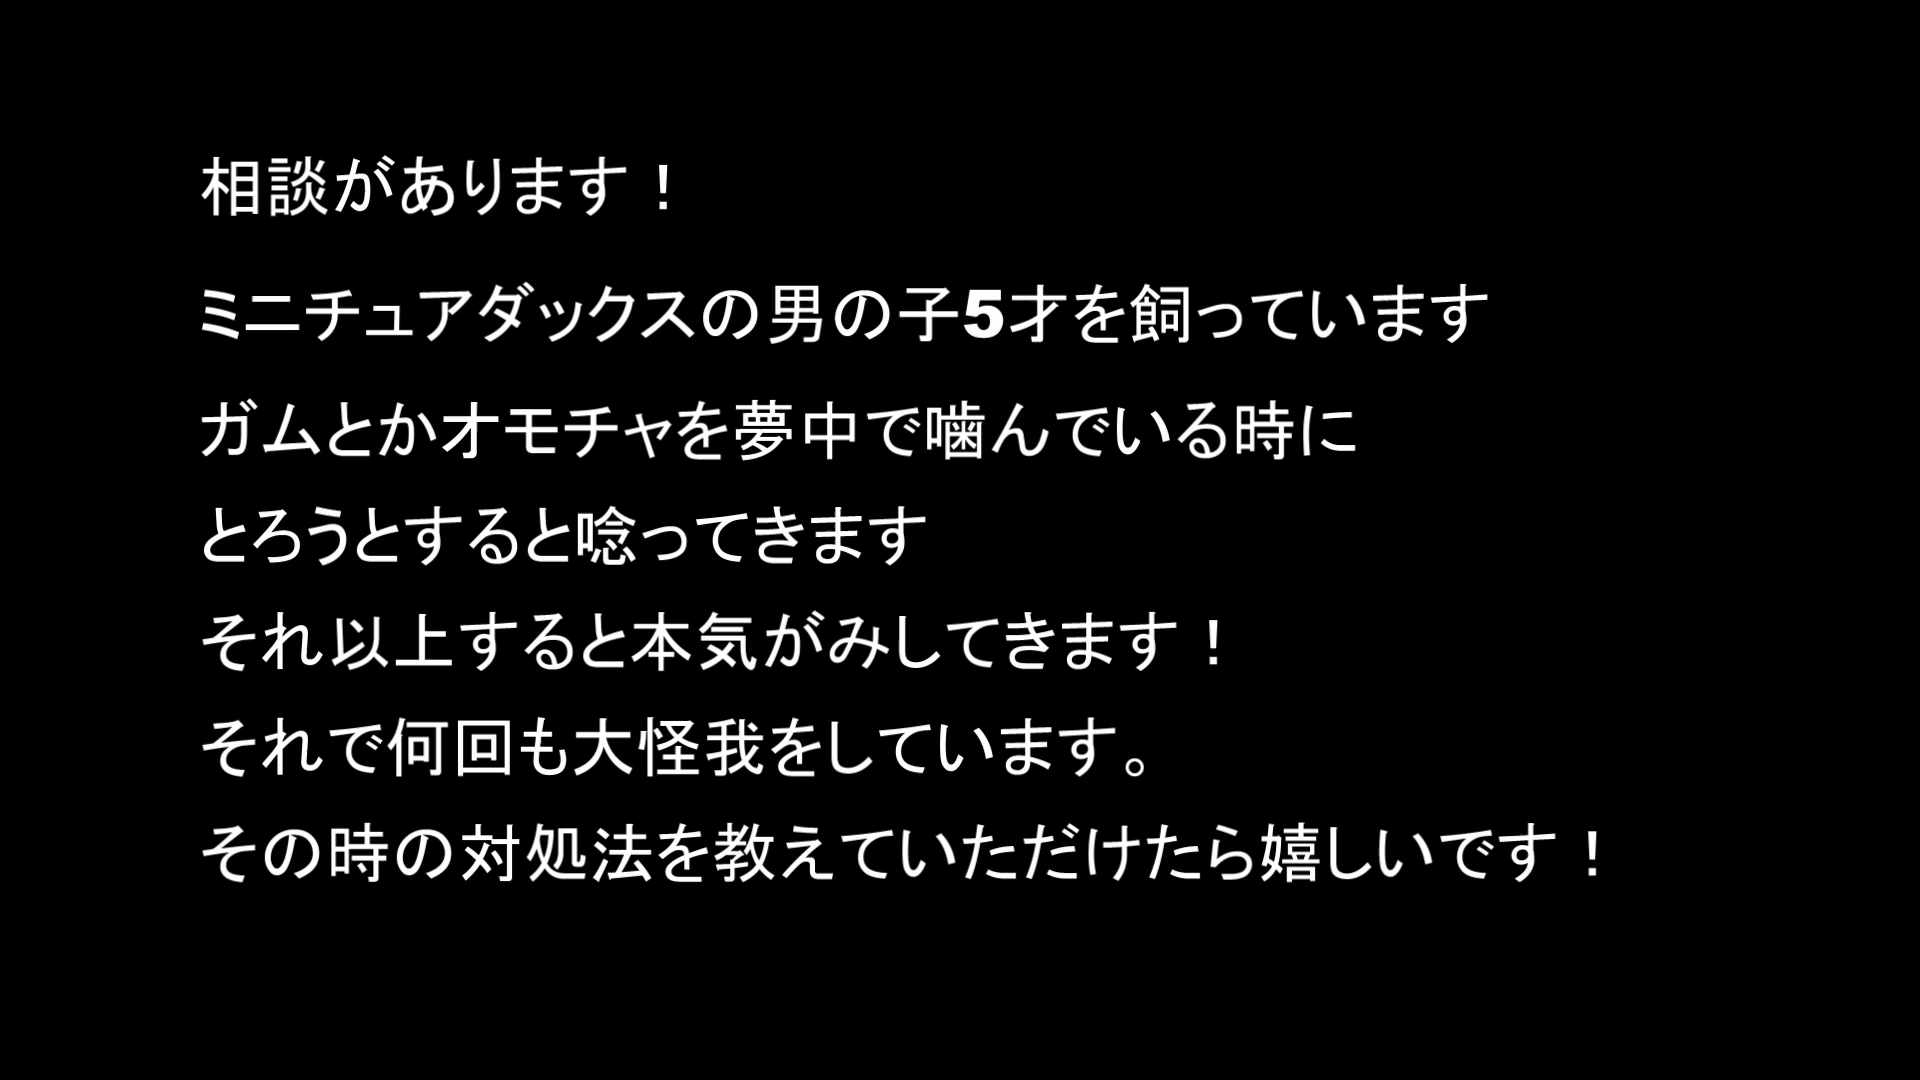 相談があります！
ミニチュアダックスの男の子5才を飼っています
ガムとかオモチャを夢中で噛んでいる時に
とろうとすると唸ってきます
それ以上すると本気がみしてきます！
それで何回も大怪我をしています。
その時の対処法を教えていただけたら嬉しいです！